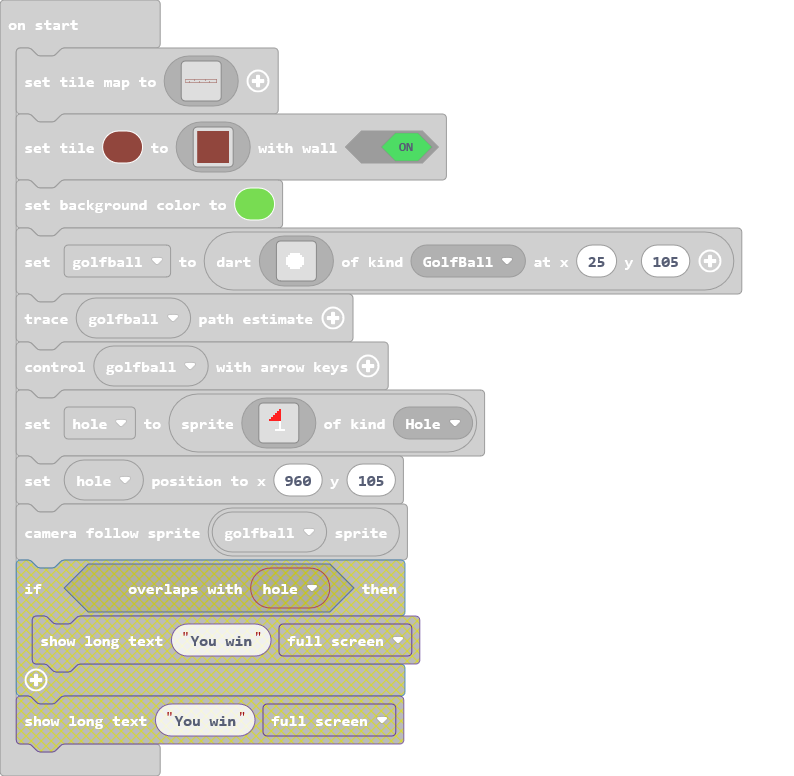 on start
set tile map to
set tile to with wall ON
set background color to
set golfball to dart of kind GolfBall at x 25 y 105
trace golfball path estimate
control golfball with arrow keys
set hole to sprite of kind Hole
set hole position to x 960 y 105
camera follow sprite golfball sprite
if overlaps with hole then
show long text "You win" full screen
show long text "You win" full screen